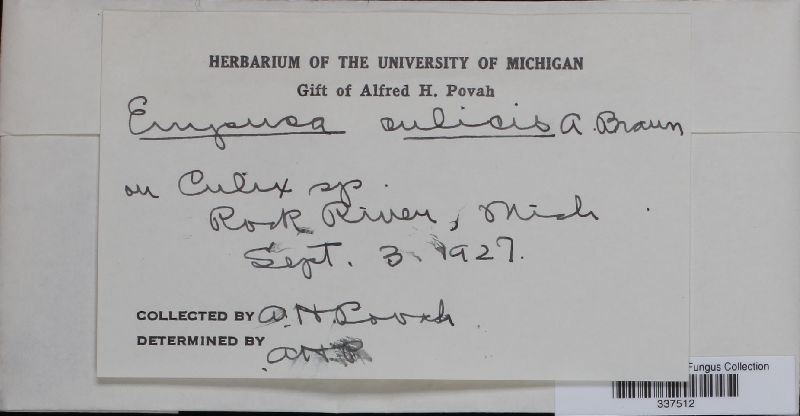 HERBARIUM OF THE UNIVERSITY OF MICHIGAN
Gift of Alfred H. Povah
Empusa culicis A. Braun
on Culex sp.
Rock River, Mich
Sept. 3, 1927.
COLLECTED BY A.H. Povah
DETERMINED BY A.H.P.
Fungus Collection
337512